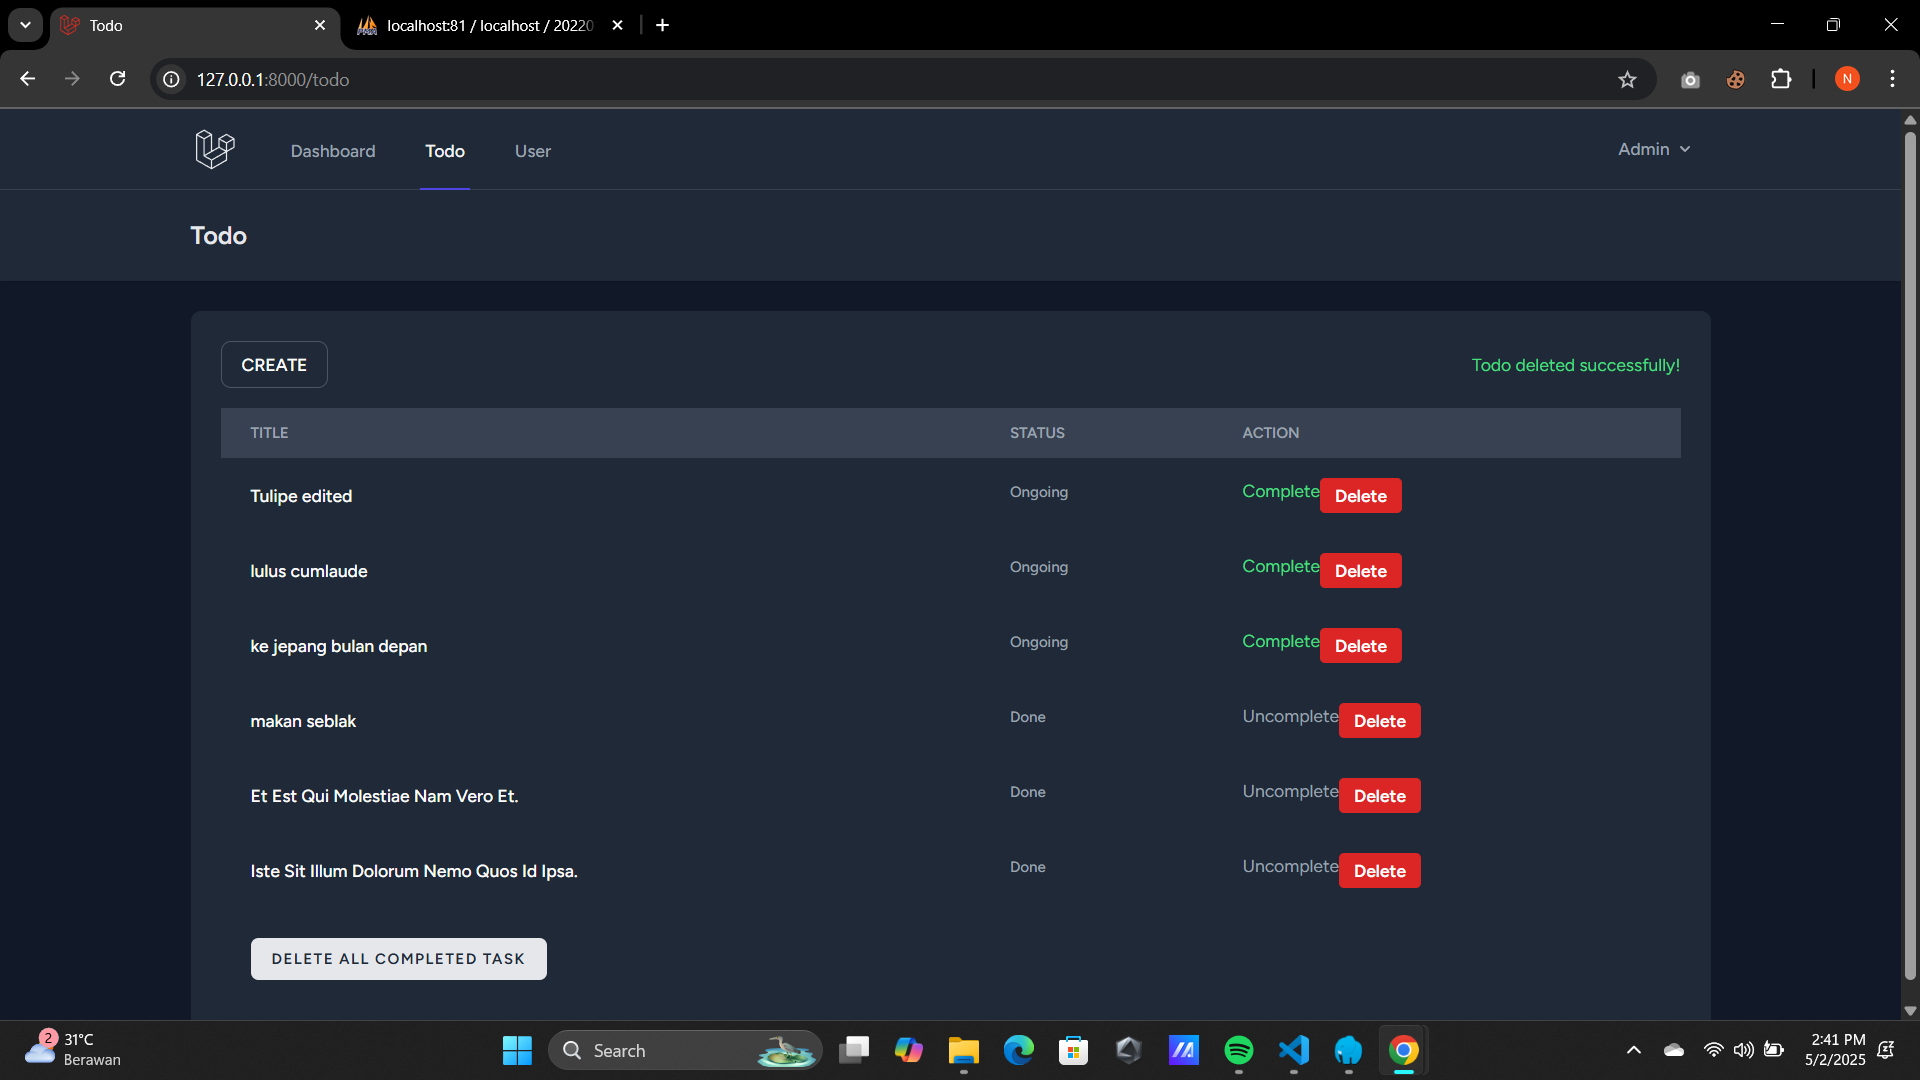 Todo
localhost:81 / localhost / 20220
127.0.0.1:8000/todo
N
Dashboard
Todo
User
Admin
Todo
CREATE
Todo deleted successfully!
TITLE STATUS ACTION
Tulipe edited Ongoing Complete Delete
lulus cumlaude Ongoing Complete Delete
ke jepang bulan depan Ongoing Complete Delete
makan seblak Done Uncomplete Delete
Et Est Qui Molestiae Nam Vero Et. Done Uncomplete Delete
Iste Sit Illum Dolorum Nemo Quos Id Ipsa. Done Uncomplete Delete
DELETE ALL COMPLETED TASK
2
31°C
Berawan
Search
2:41 PM
5/2/2025